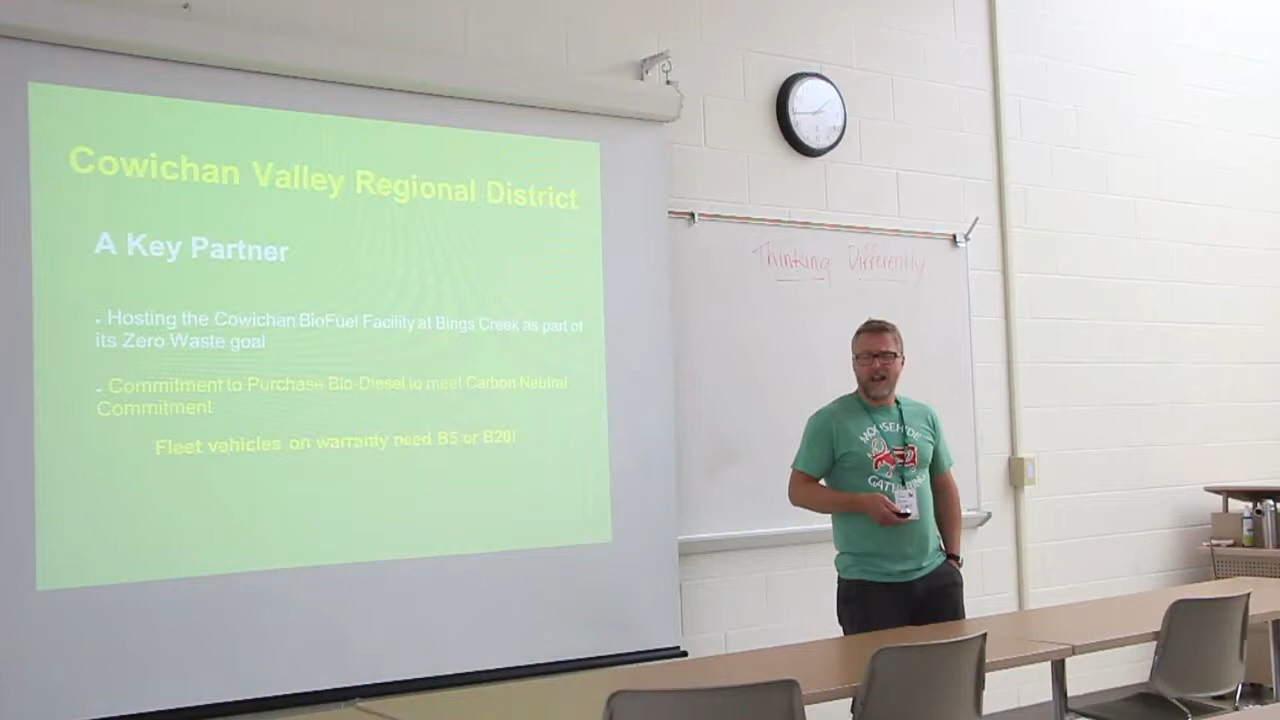 Cowichan Valley Regional District
A Key Partner
. Hosting the Cowichan BioFuel Facility at Bings Creek as part of
its Zero Waste goal
. Commitment to Purchase Bio-Diesel to meet Carbon Neutral
Commitment
Fleet vehicles on warranty need B5 or B20!
Thinking Differently
MOOSEHIDE
GATHERING